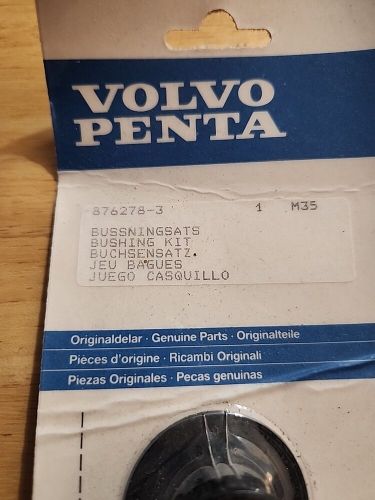 VOLVO
PENTA
876278-3 1 M35
BUSSNINGSATS
BUSHING KIT
BUCHSENSATZ.
JEU BAGUES
JUEGO CASQUILLO
Originaldelar · Genuine Parts · Originalteile
Pièces d'origine · Ricambi Originali
Piezas Originales · Peças genuinas